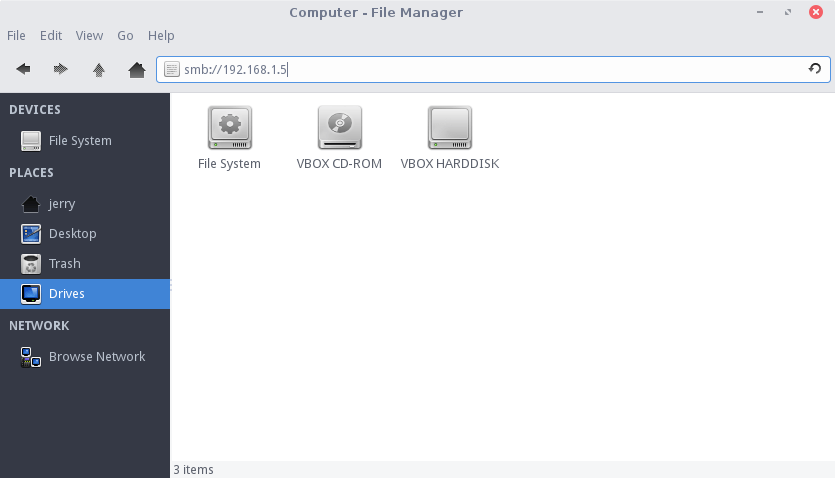 Computer - File Manager
File Edit View Go Help
smb://192.168.1.5
DEVICES
File System
PLACES
jerry
Desktop
Trash
Drives
NETWORK
Browse Network
File System VBOX CD-ROM VBOX HARDDISK
3 items